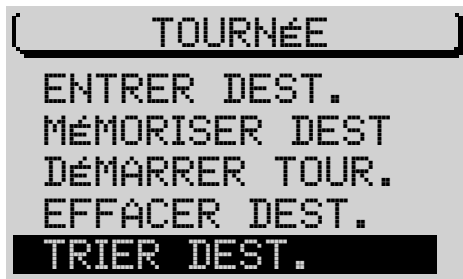 TOURNéE
ENTRER DEST.
MéMORISER DEST
DéMARRER TOUR.
EFFACER DEST.
TRIER DEST.